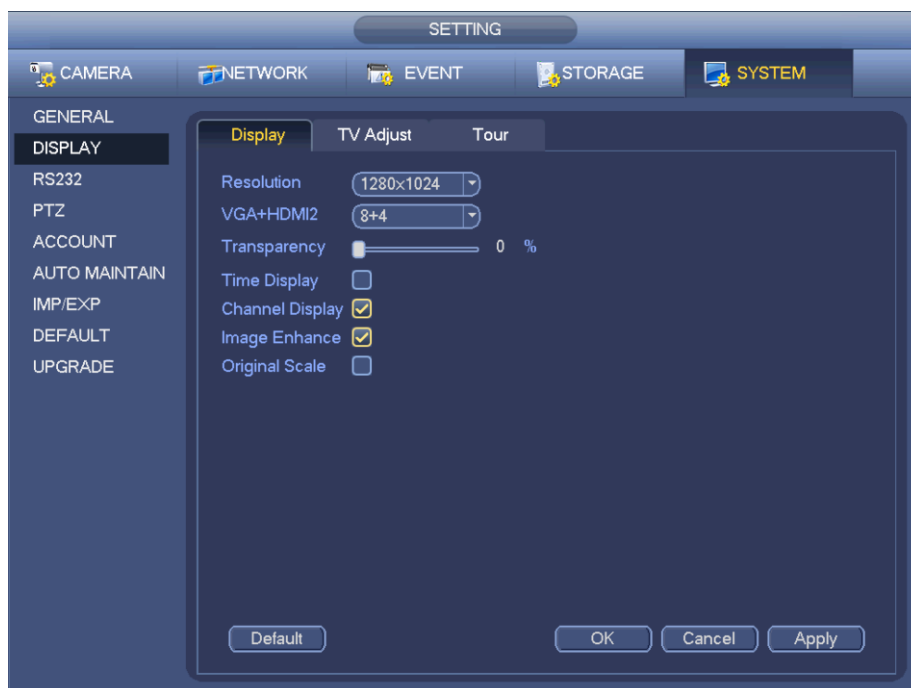 SETTING
CAMERA NETWORK EVENT STORAGE SYSTEM
GENERAL
DISPLAY
RS232
PTZ
ACCOUNT
AUTO MAINTAIN
IMP/EXP
DEFAULT
UPGRADE
Display TV Adjust Tour
Resolution 1280×1024
VGA+HDMI2 8+4
Transparency 0 %
Time Display
Channel Display
Image Enhance
Original Scale
Default OK Cancel Apply